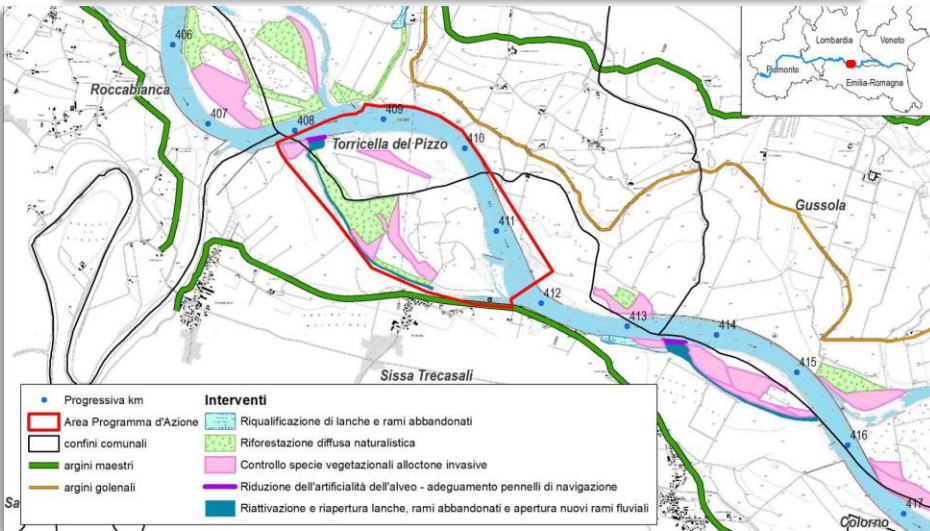 406
Roccabianca
407
408
409
410
Torricella del Pizzo
411
412
413
414
415
416
417
Gussola
Sissa Trecasali
Colorno
Lombardia
Veneto
Piemonte
Emilia-Romagna
Progressiva km
Area Programma d'Azione
confini comunali
argini maestri
argini golenali
Interventi
Riqualificazione di lanche e rami abbandonati
Riforestazione diffusa naturalistica
Controllo specie vegetazionali alloctone invasive
Riduzione dell'artificialità dell'alveo - adeguamento pennelli di navigazione
Riattivazione e riapertura lanche, rami abbandonati e apertura nuovi rami fluviali
Sa